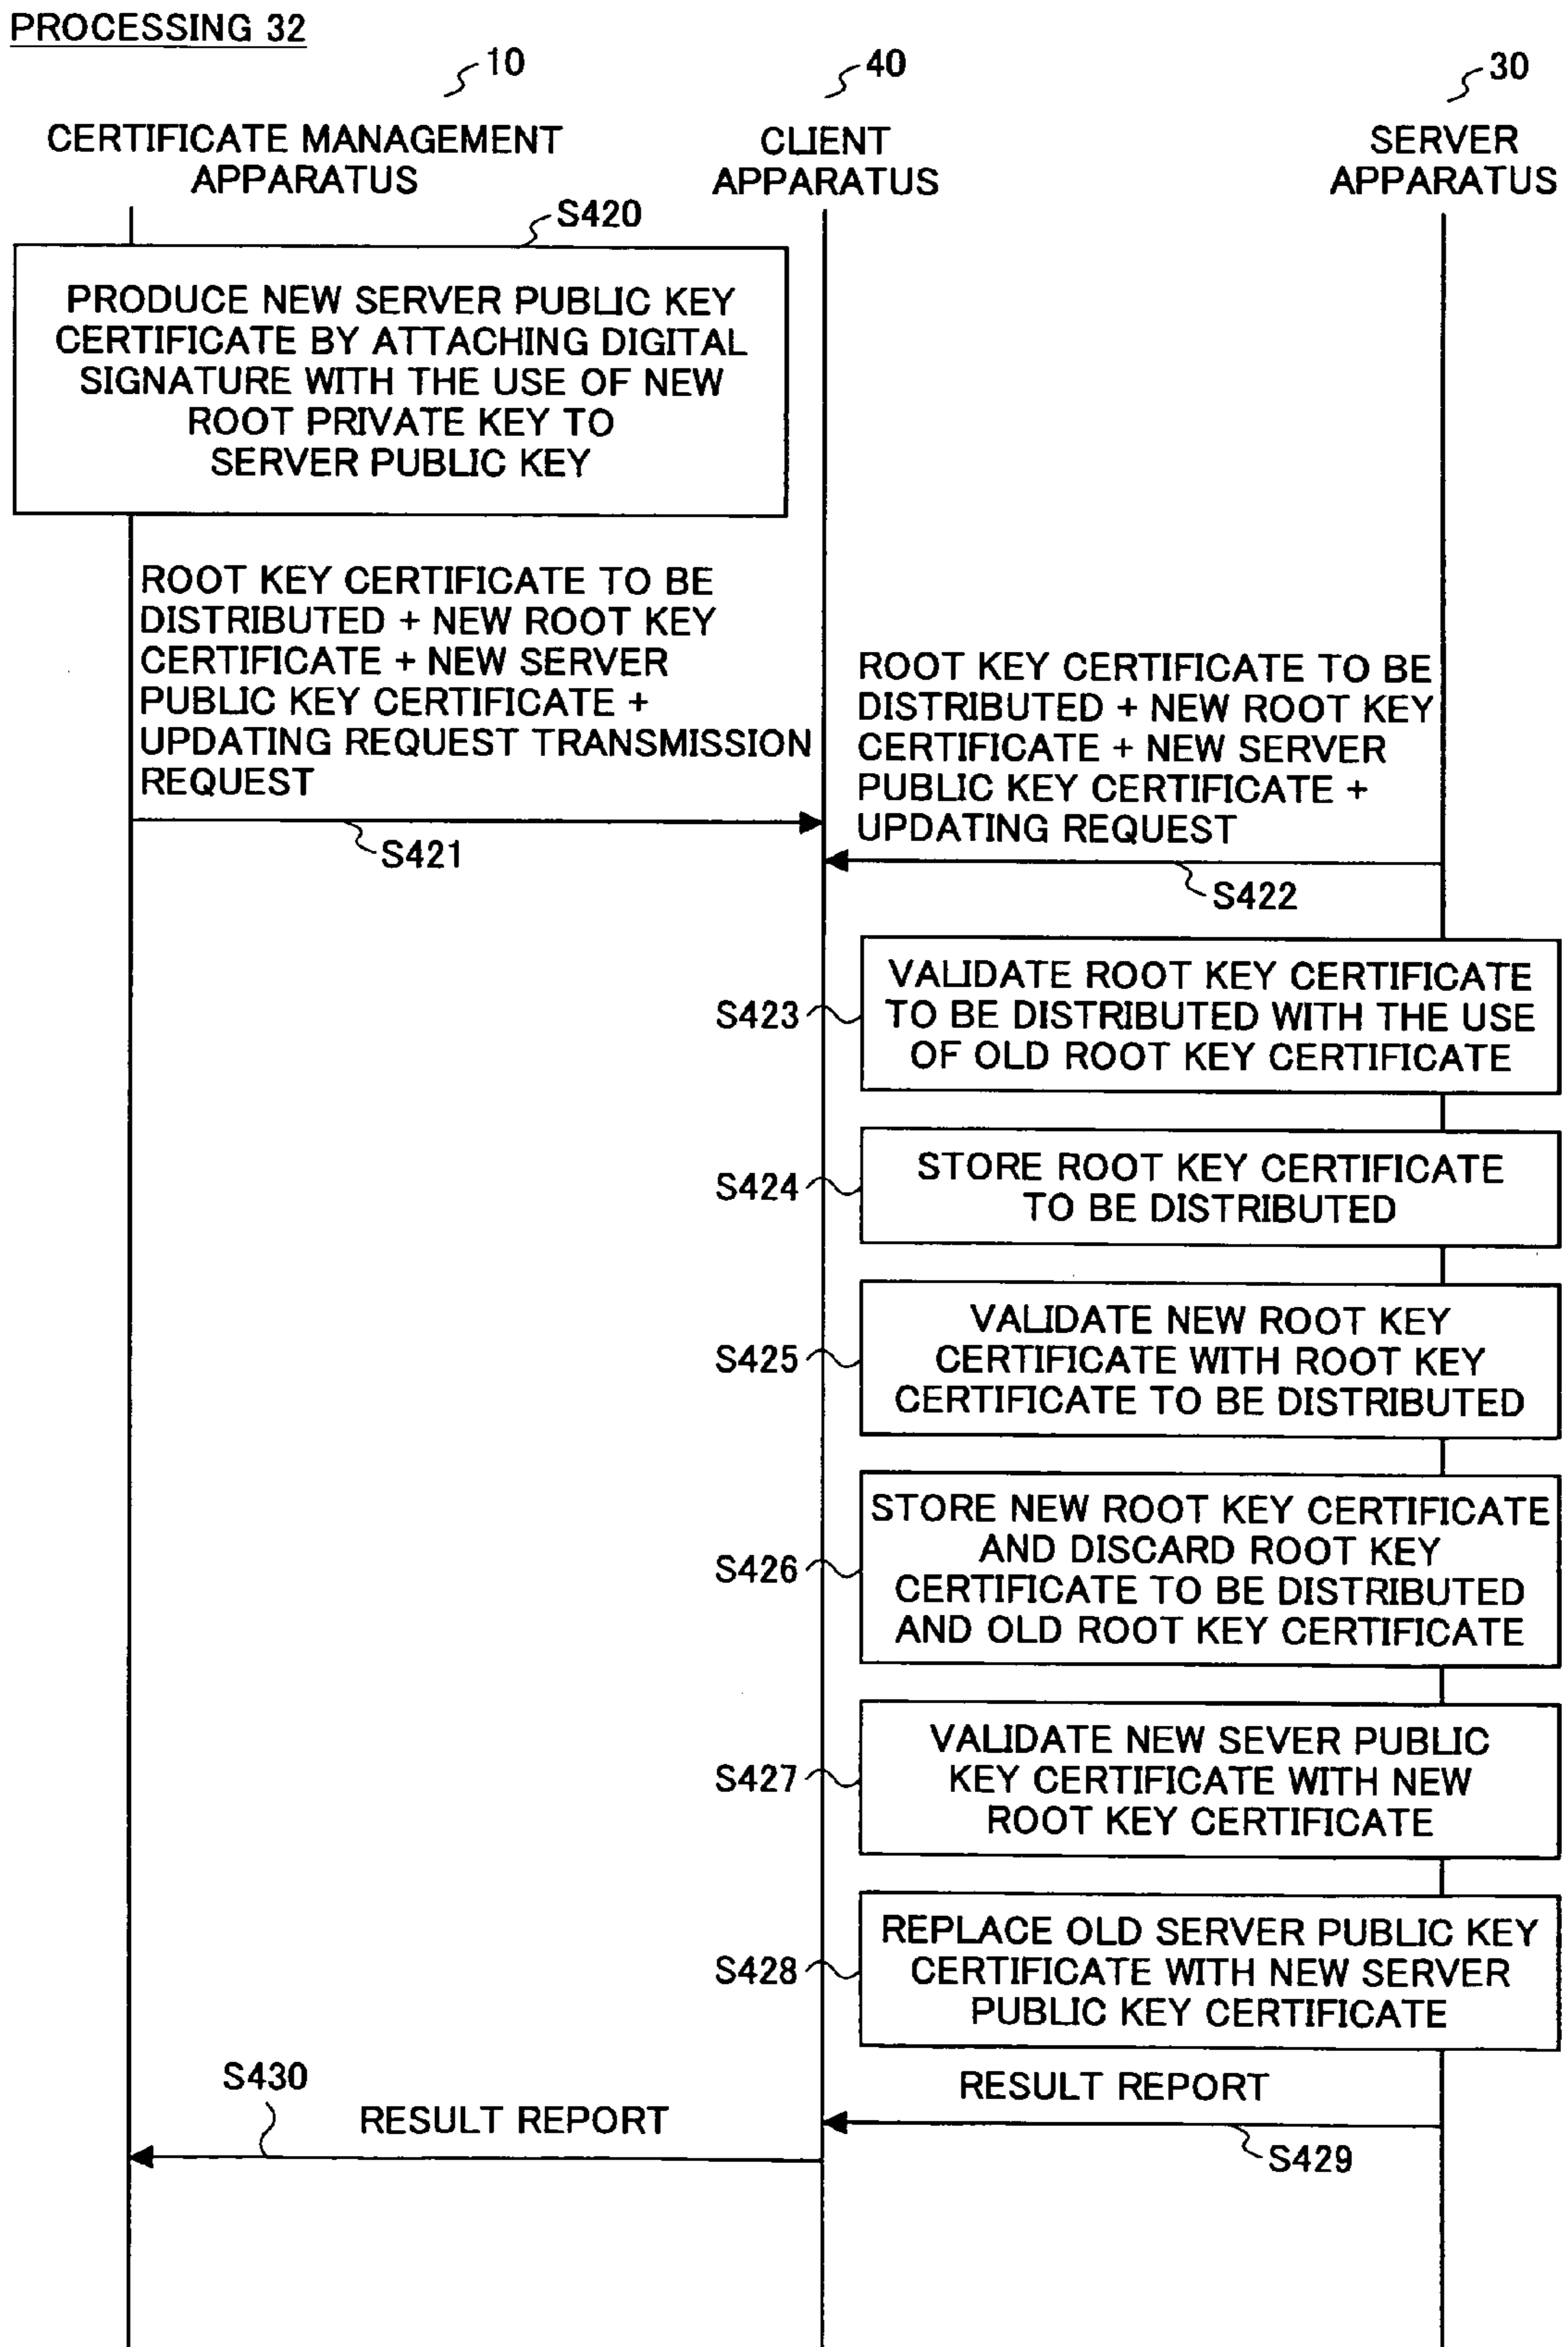 PROCESSING 32
10
40
30
CERTIFICATE MANAGEMENT
APPARATUS
CLIENT
APPARATUS
SERVER
APPARATUS
S420
PRODUCE NEW SERVER PUBLIC KEY
CERTIFICATE BY ATTACHING DIGITAL
SIGNATURE WITH THE USE OF NEW
ROOT PRIVATE KEY TO
SERVER PUBLIC KEY
ROOT KEY CERTIFICATE TO BE
DISTRIBUTED + NEW ROOT KEY
CERTIFICATE + NEW SERVER
PUBLIC KEY CERTIFICATE +
UPDATING REQUEST TRANSMISSION
REQUEST
S421
ROOT KEY CERTIFICATE TO BE
DISTRIBUTED + NEW ROOT KEY
CERTIFICATE + NEW SERVER
PUBLIC KEY CERTIFICATE +
UPDATING REQUEST
S422
S423
VALIDATE ROOT KEY CERTIFICATE
TO BE DISTRIBUTED WITH THE USE
OF OLD ROOT KEY CERTIFICATE
S424
STORE ROOT KEY CERTIFICATE
TO BE DISTRIBUTED
S425
VALIDATE NEW ROOT KEY
CERTIFICATE WITH ROOT KEY
CERTIFICATE TO BE DISTRIBUTED
S426
STORE NEW ROOT KEY CERTIFICATE
AND DISCARD ROOT KEY
CERTIFICATE TO BE DISTRIBUTED
AND OLD ROOT KEY CERTIFICATE
S427
VALIDATE NEW SEVER PUBLIC
KEY CERTIFICATE WITH NEW
ROOT KEY CERTIFICATE
S428
REPLACE OLD SERVER PUBLIC KEY
CERTIFICATE WITH NEW SERVER
PUBLIC KEY CERTIFICATE
RESULT REPORT
S429
S430
RESULT REPORT